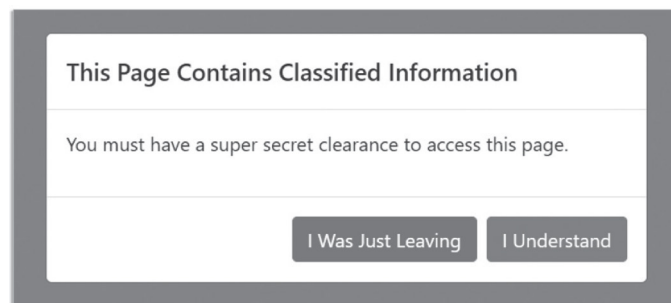 This Page Contains Classified Information
You must have a super secret clearance to access this page.
I Was Just Leaving
I Understand